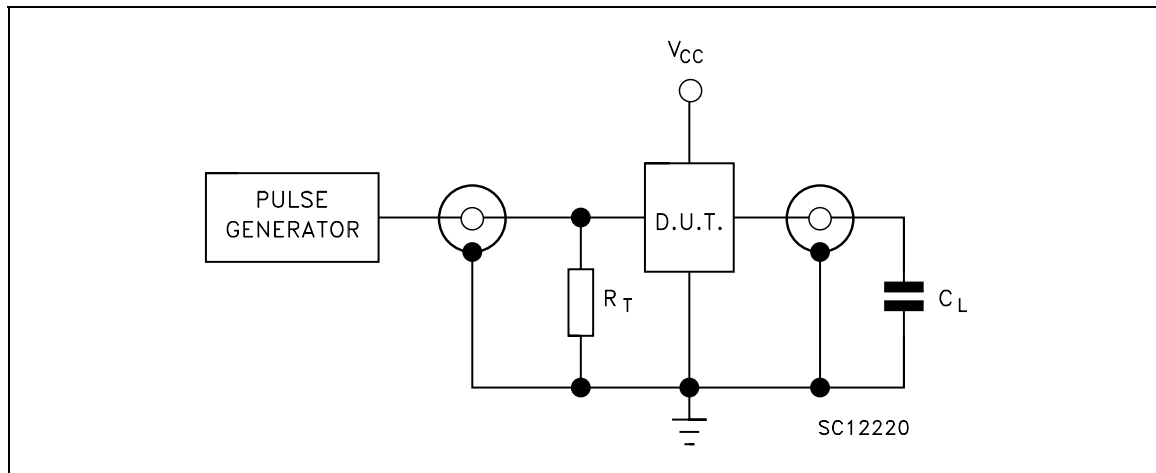 VCC
PULSE
GENERATOR
D.U.T.
RT
CL
SC12220